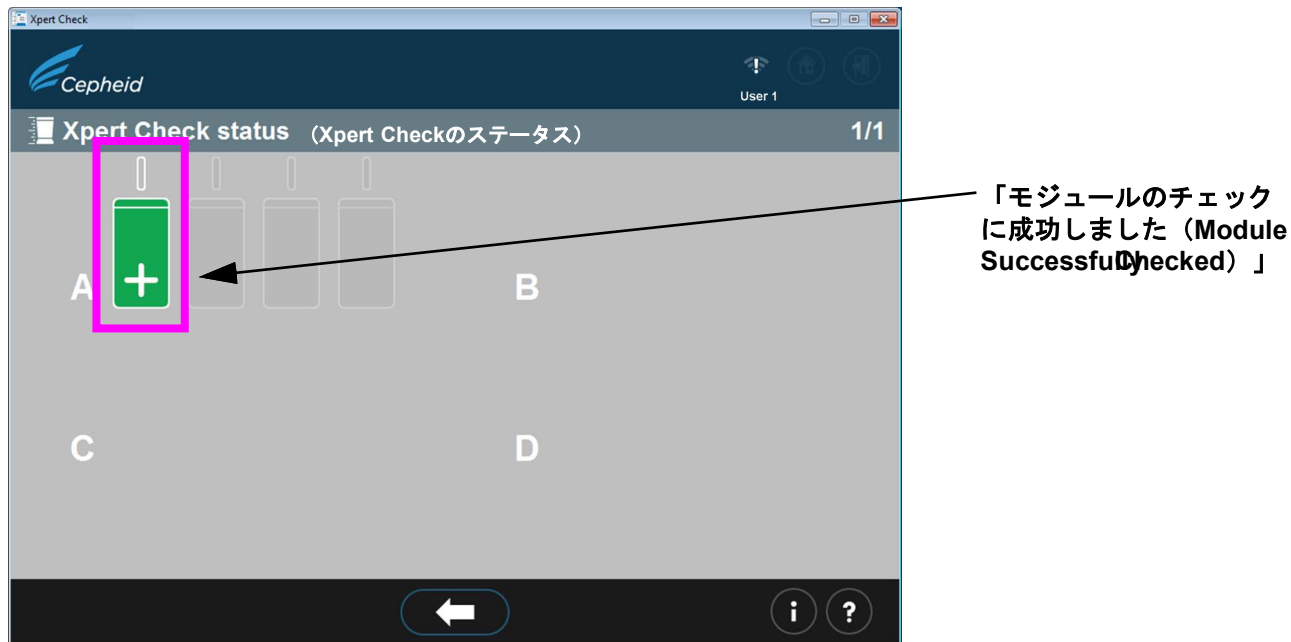 Xpert Check
Cepheid
User 1
Xpert Check status （Xpert Checkのステータス） 1/1
A B
C D
i ?
「モジュールのチェック
に成功しました（Module
Successfully Checked）」